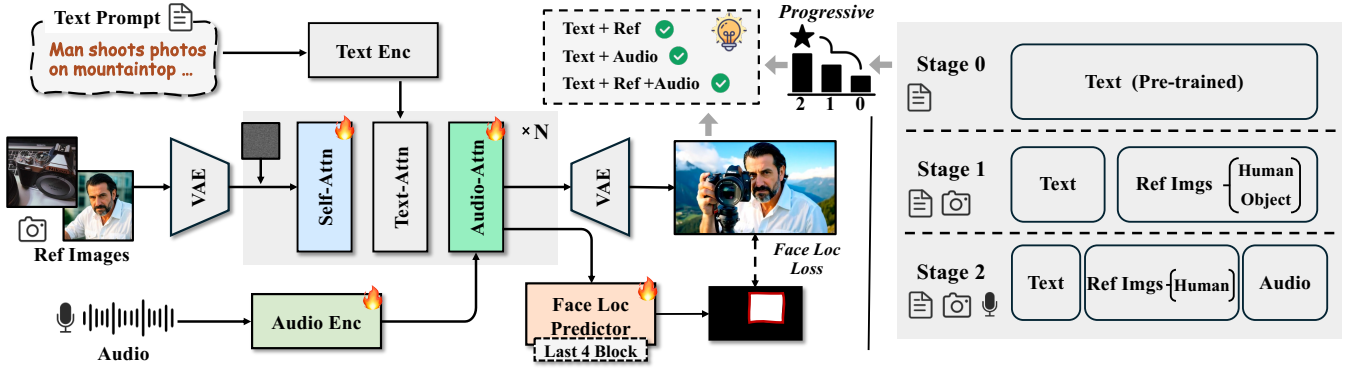 Text Prompt
Man shoots photos
on mountaintop ...
Text Enc
Text + Ref
Text + Audio
Text + Ref +Audio
Progressive
2 1 0
VAE
Self-Attn
Text-Attn
Audio-Attn
×N
VAE
Ref Images
Face Loc
Loss
Audio
Audio Enc
Face Loc
Predictor
Last 4 Block
Stage 0
Text (Pre-trained)
Stage 1
Text
Ref Imgs
Human
Object
Stage 2
Text
Ref Imgs
Human
Audio